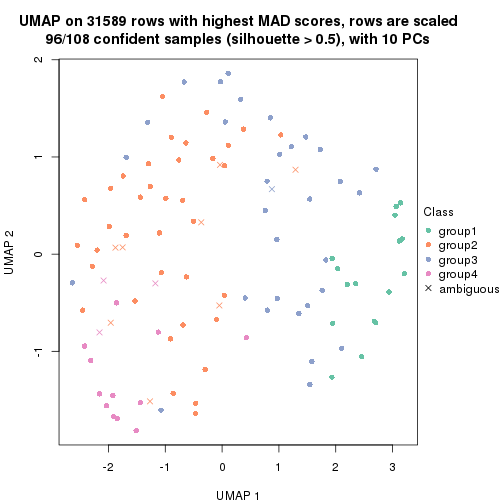 UMAP on 31589 rows with highest MAD scores, rows are scaled
96/108 confident samples (silhouette > 0.5), with 10 PCs
2
1
0
-1
UMAP 2
-2
-1
0
1
2
3
UMAP 1
Class
group1
group2
group3
group4
ambiguous